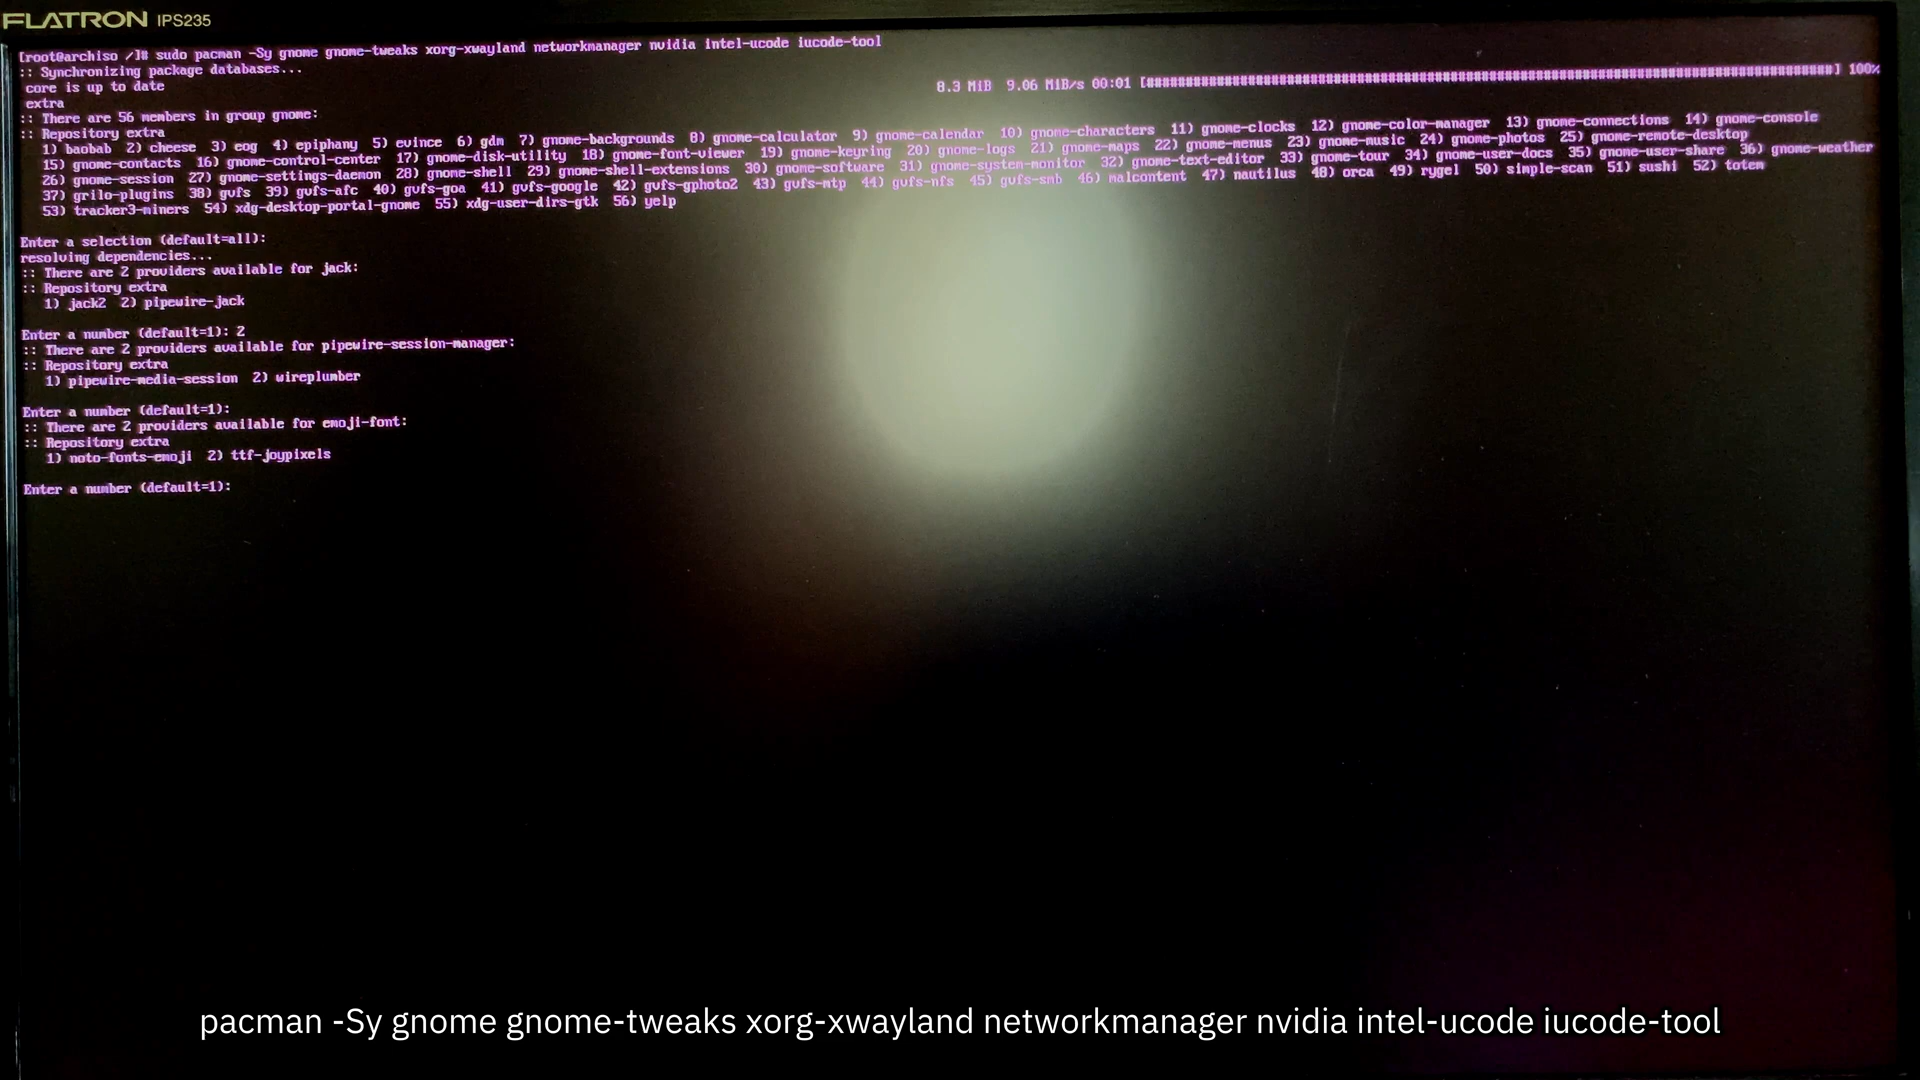 FLATRON IPS235
[root@archiso /]# sudo pacman -Sy gnome gnome-tweaks xorg-xwayland networkmanager nvidia intel-ucode iucode-tool
:: Synchronizing package databases...
core is up to date
extra 8.3 MiB 9.06 MiB/s 00:01 [######################################################################] 100%
:: There are 56 members in group gnome:
:: Repository extra
1) baobab 2) cheese 3) eog 4) epiphany 5) evince 6) gdm 7) gnome-backgrounds 8) gnome-calculator 9) gnome-calendar 10) gnome-characters 11) gnome-clocks 12) gnome-color-manager 13) gnome-connections 14) gnome-console
15) gnome-contacts 16) gnome-control-center 17) gnome-disk-utility 18) gnome-font-viewer 19) gnome-keyring 20) gnome-logs 21) gnome-maps 22) gnome-menus 23) gnome-music 24) gnome-photos 25) gnome-remote-desktop
26) gnome-session 27) gnome-settings-daemon 28) gnome-shell 29) gnome-shell-extensions 30) gnome-software 31) gnome-system-monitor 32) gnome-text-editor 33) gnome-tour 34) gnome-user-docs 35) gnome-user-share 36) gnome-weather
37) grilo-plugins 38) gvfs 39) gvfs-afc 40) gvfs-goa 41) gvfs-google 42) gvfs-gphoto2 43) gvfs-mtp 44) gvfs-nfs 45) gvfs-smb 46) malcontent 47) nautilus 48) orca 49) rygel 50) simple-scan 51) sushi 52) totem
53) tracker3-miners 54) xdg-desktop-portal-gnome 55) xdg-user-dirs-gtk 56) yelp
Enter a selection (default=all):
resolving dependencies...
:: There are 2 providers available for jack:
:: Repository extra
1) jack2 2) pipewire-jack
Enter a number (default=1): 2
:: There are 2 providers available for pipewire-session-manager:
:: Repository extra
1) pipewire-media-session 2) wireplumber
Enter a number (default=1):
:: There are 2 providers available for emoji-font:
:: Repository extra
1) noto-fonts-emoji 2) ttf-joypixels
Enter a number (default=1):
pacman -Sy gnome gnome-tweaks xorg-xwayland networkmanager nvidia intel-ucode iucode-tool